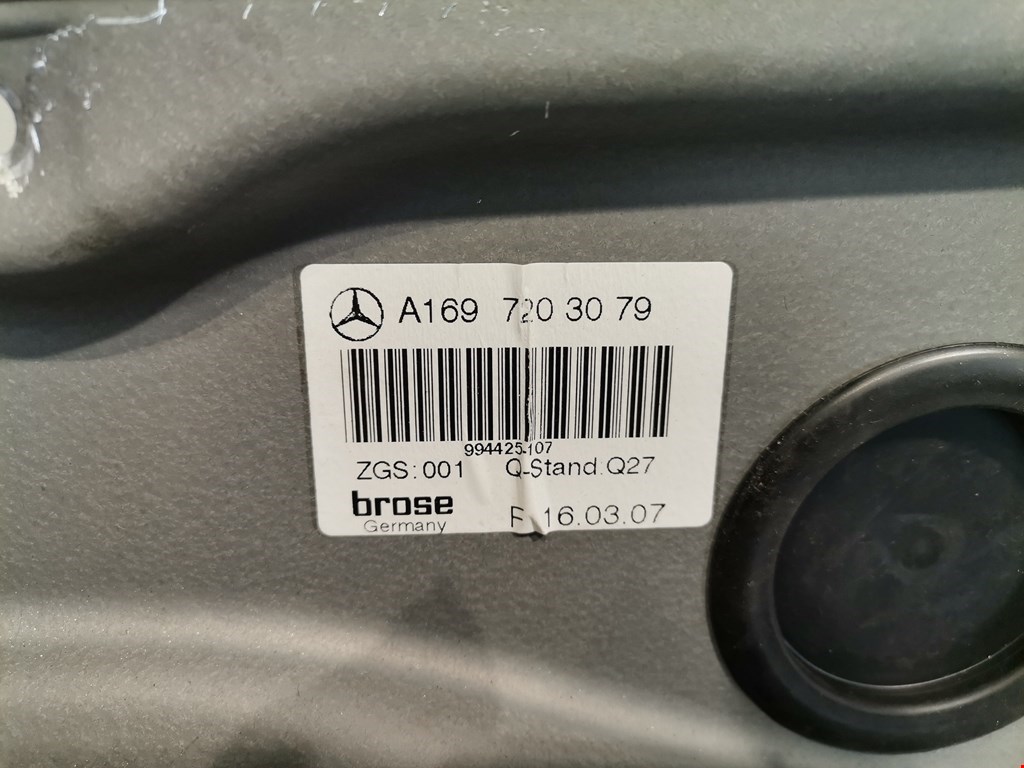 A169 720 30 79
994425107
ZGS:001 Q-Stand.Q27
brose
Germany
F 16.03.07